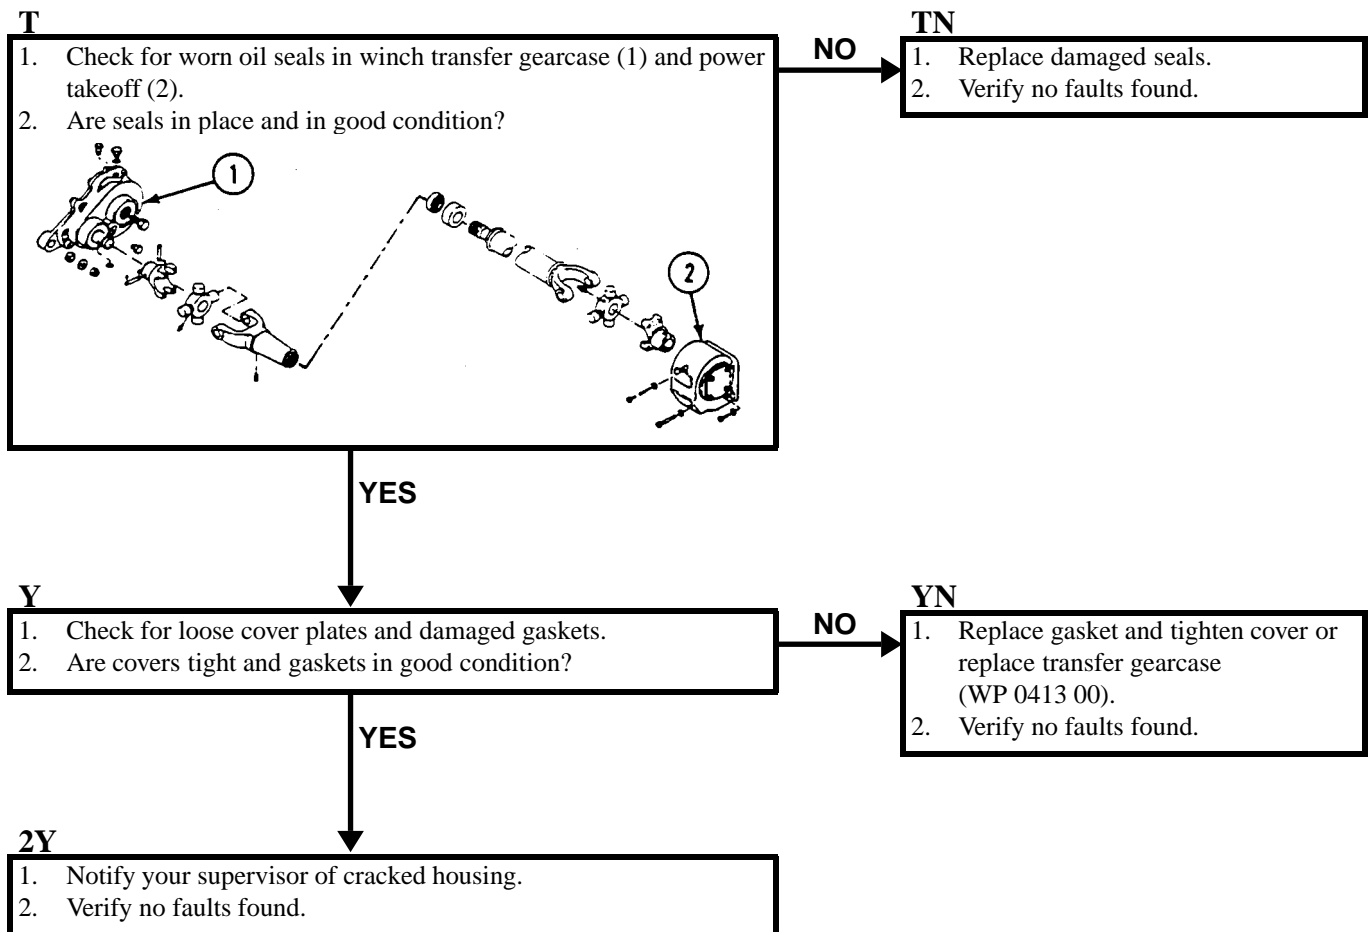 T
1. Check for worn oil seals in winch transfer gearcase (1) and power
takeoff (2).
2. Are seals in place and in good condition?
1
2
NO
TN
1. Replace damaged seals.
2. Verify no faults found.
YES
Y
1. Check for loose cover plates and damaged gaskets.
2. Are covers tight and gaskets in good condition?
NO
YN
1. Replace gasket and tighten cover or
replace transfer gearcase
(WP 0413 00).
2. Verify no faults found.
YES
2Y
1. Notify your supervisor of cracked housing.
2. Verify no faults found.